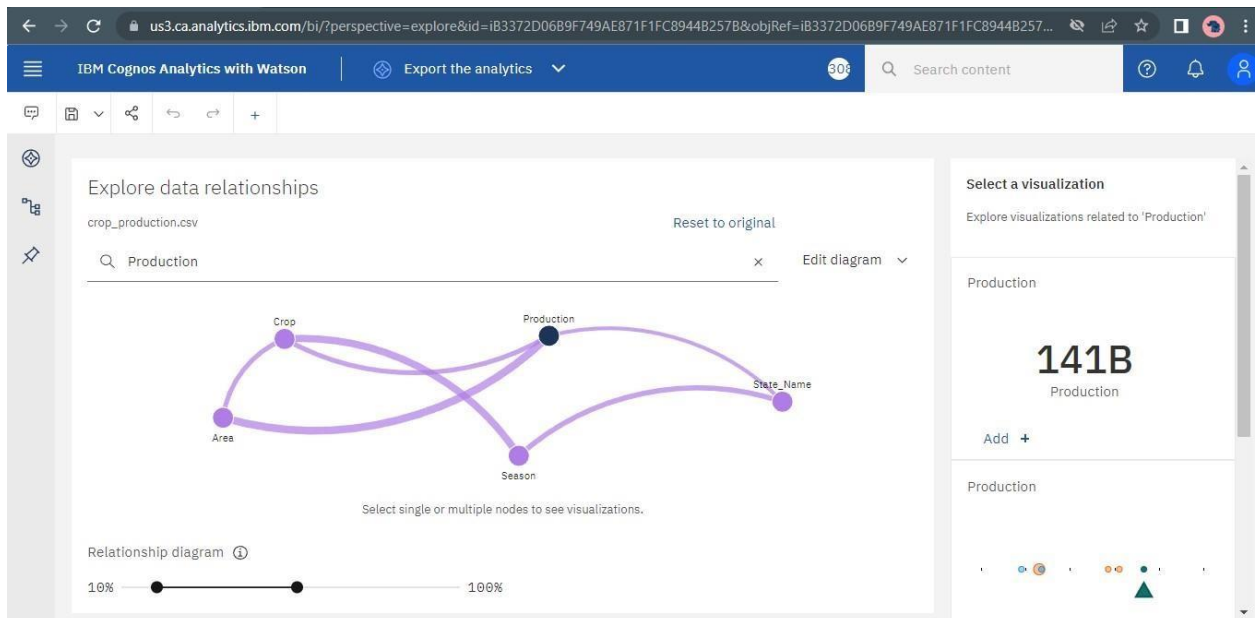 us3.ca.analytics.ibm.com/bi/?perspective=explore&id=iB3372D06B9F749AE871F1FC8944B257B&objRef=iB3372D06B9F749AE871F1FC8944B257...
IBM Cognos Analytics with Watson
Export the analytics
308
Search content
Explore data relationships
crop_production.csv
Reset to original
Production
Edit diagram
Crop
Production
State_Name
Area
Season
Select single or multiple nodes to see visualizations.
Relationship diagram
10%
100%
Select a visualization
Explore visualizations related to 'Production'
Production
141B
Production
Add +
Production